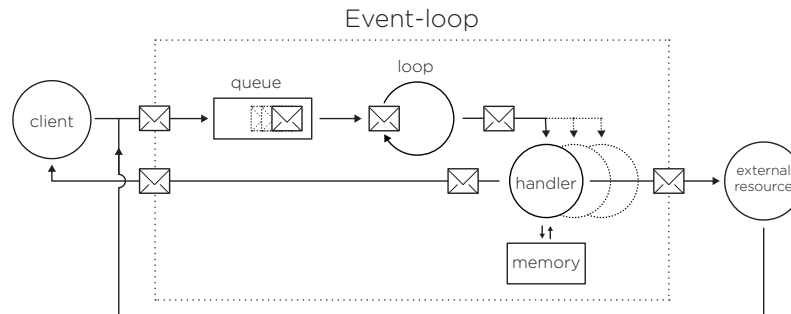 Event-loop
queue
loop
client
handler
external
resource
memory